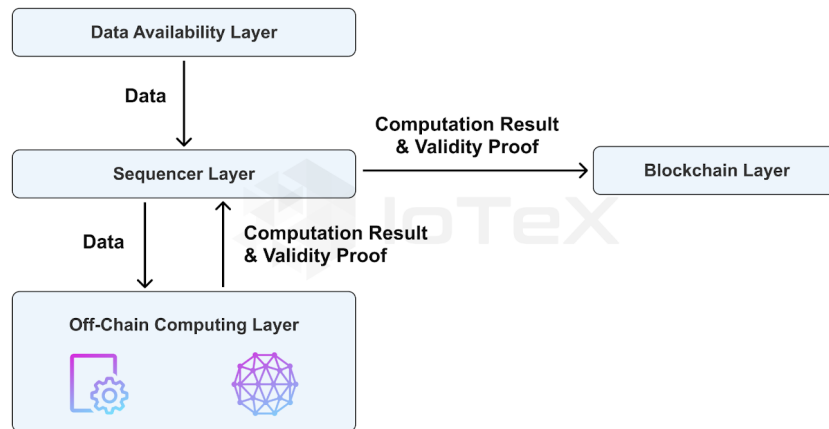 Data Availability Layer
Data
Computation Result
& Validity Proof
Sequencer Layer
Blockchain Layer
IoTeX
Data
Computation Result
& Validity Proof
Off-Chain Computing Layer